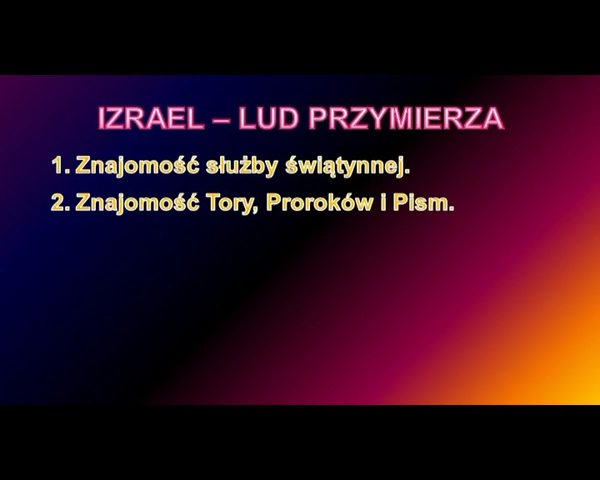 IZRAEL – LUD PRZYMIERZA
1. Znajomość służby świątynnej.
2. Znajomość Tory, Proroków i Pism.